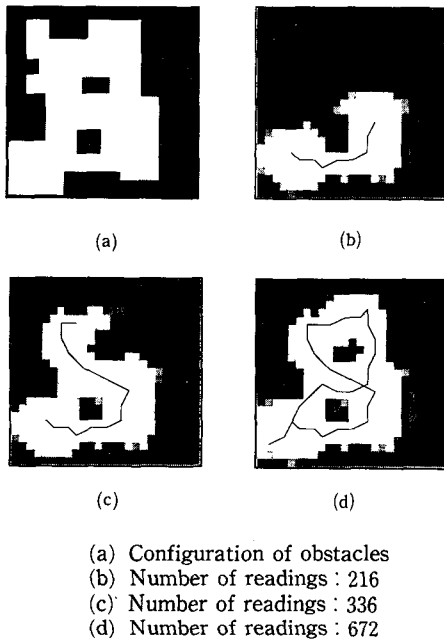 (a)
(b)
(c)
(d)
(a) Configuration of obstacles
(b) Number of readings : 216
(c) Number of readings : 336
(d) Number of readings : 672